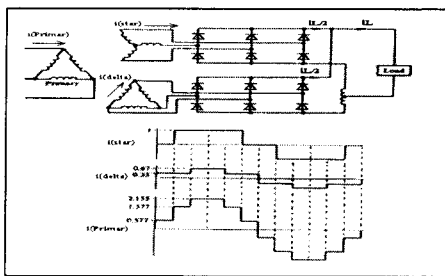 i(star)
IL/2
IL
i(Primar)
i(delta)
IL/2
Load
Primary
i(star)
0.67
0.33
i(delta)
2.155
1.577
0.577
i(Primar)